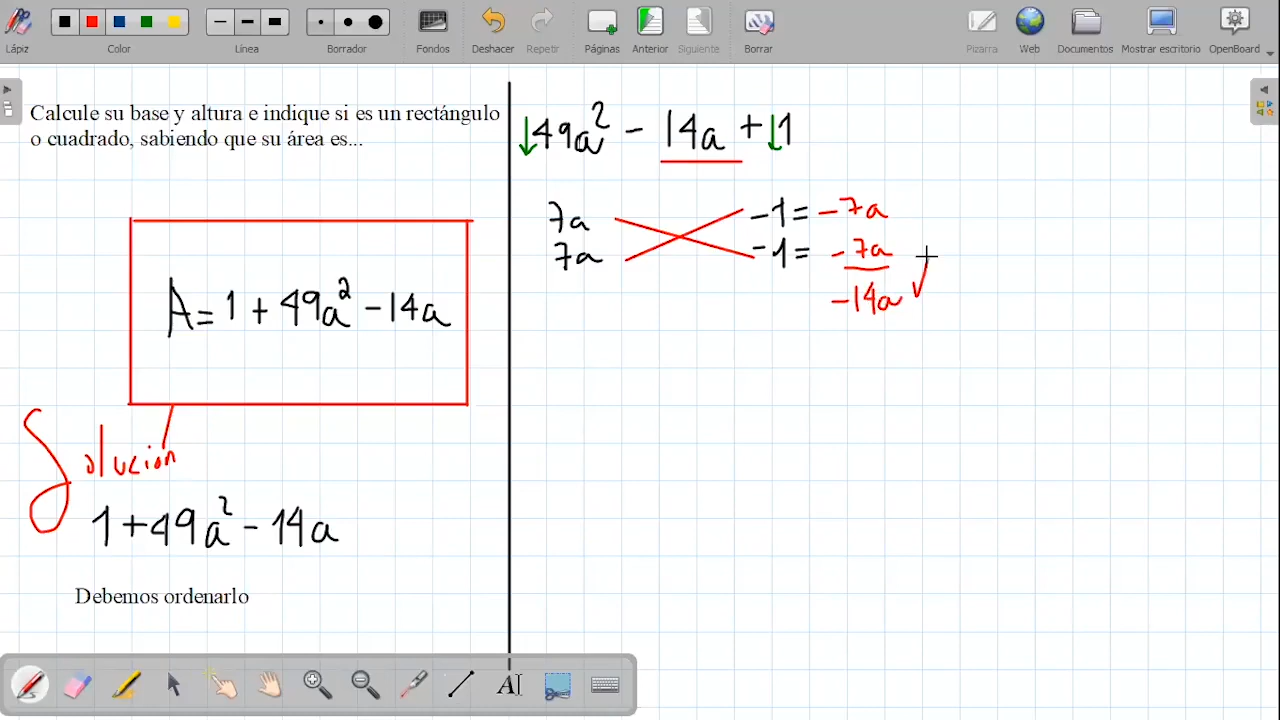 Lápiz
Color
Línea
Borrador
Fondos
Deshacer
Repetir
Páginas
Anterior
Siguiente
Borrar
Pizarra
Web
Documentos
Mostrar escritorio
OpenBoard
Calcule su base y altura e indique si es un rectángulo
o cuadrado, sabiendo que su área es...
A = 1 + 49a² - 14a
Solución
1 + 49a² - 14a
Debemos ordenarlo
↓49a² - 14a + ↓1
7a -1 = -7a
7a -1 = -7a
-14a ✓